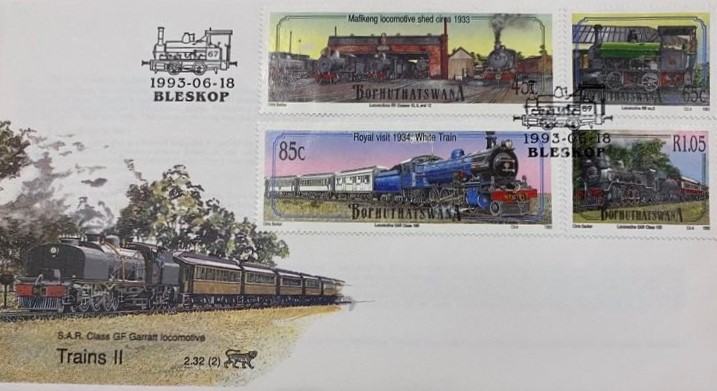 67
1993-06-18
BLESKOP
Mafikeng locomotive shed circa 1933
45c
BOPHUTHATSWANA
65c
1993-06-18
BLESKOP
Royal visit 1934: White Train
85c
BOPHUTHATSWANA
R1.05
BOPHUTHATSWANA
S.A.R. Class GF Garratt locomotive
Trains II
2.32 (2)